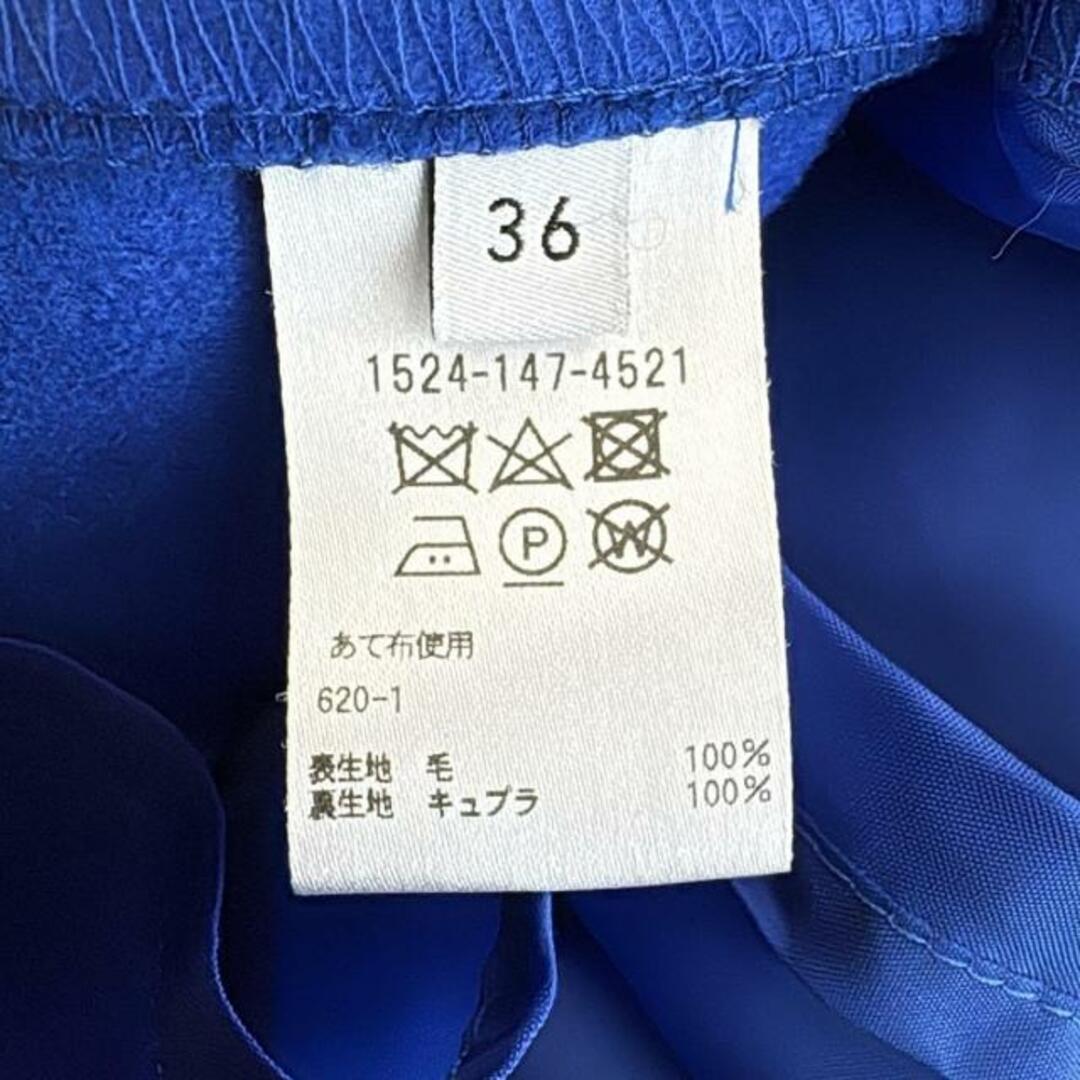 36
1524-147-4521
P W
あて布使用
620-1
表生地 毛 100%
裏生地 キュプラ 100%